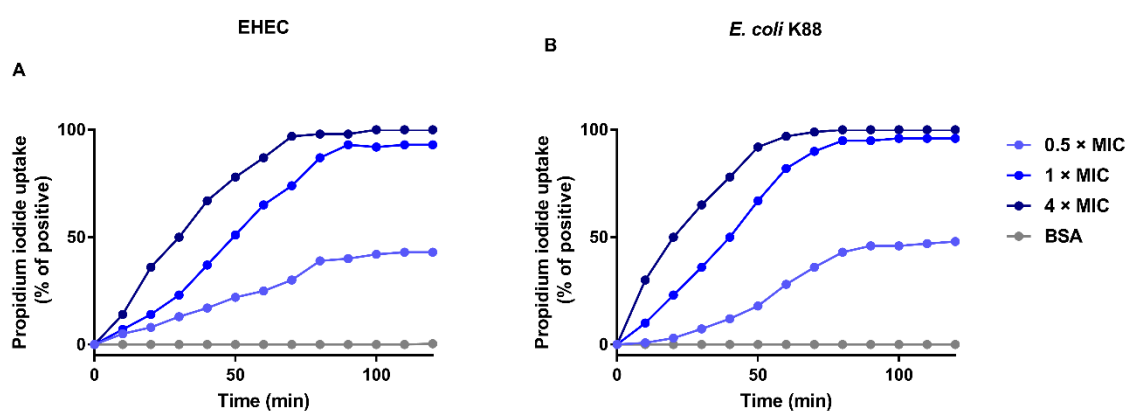 EHEC
E. coli K88
A
B
Propidium iodide uptake
(% of positive)
100
50
0
0
50
100
Time (min)
Propidium iodide uptake
(% of positive)
100
50
0
0
50
100
Time (min)
0.5 × MIC
1 × MIC
4 × MIC
BSA